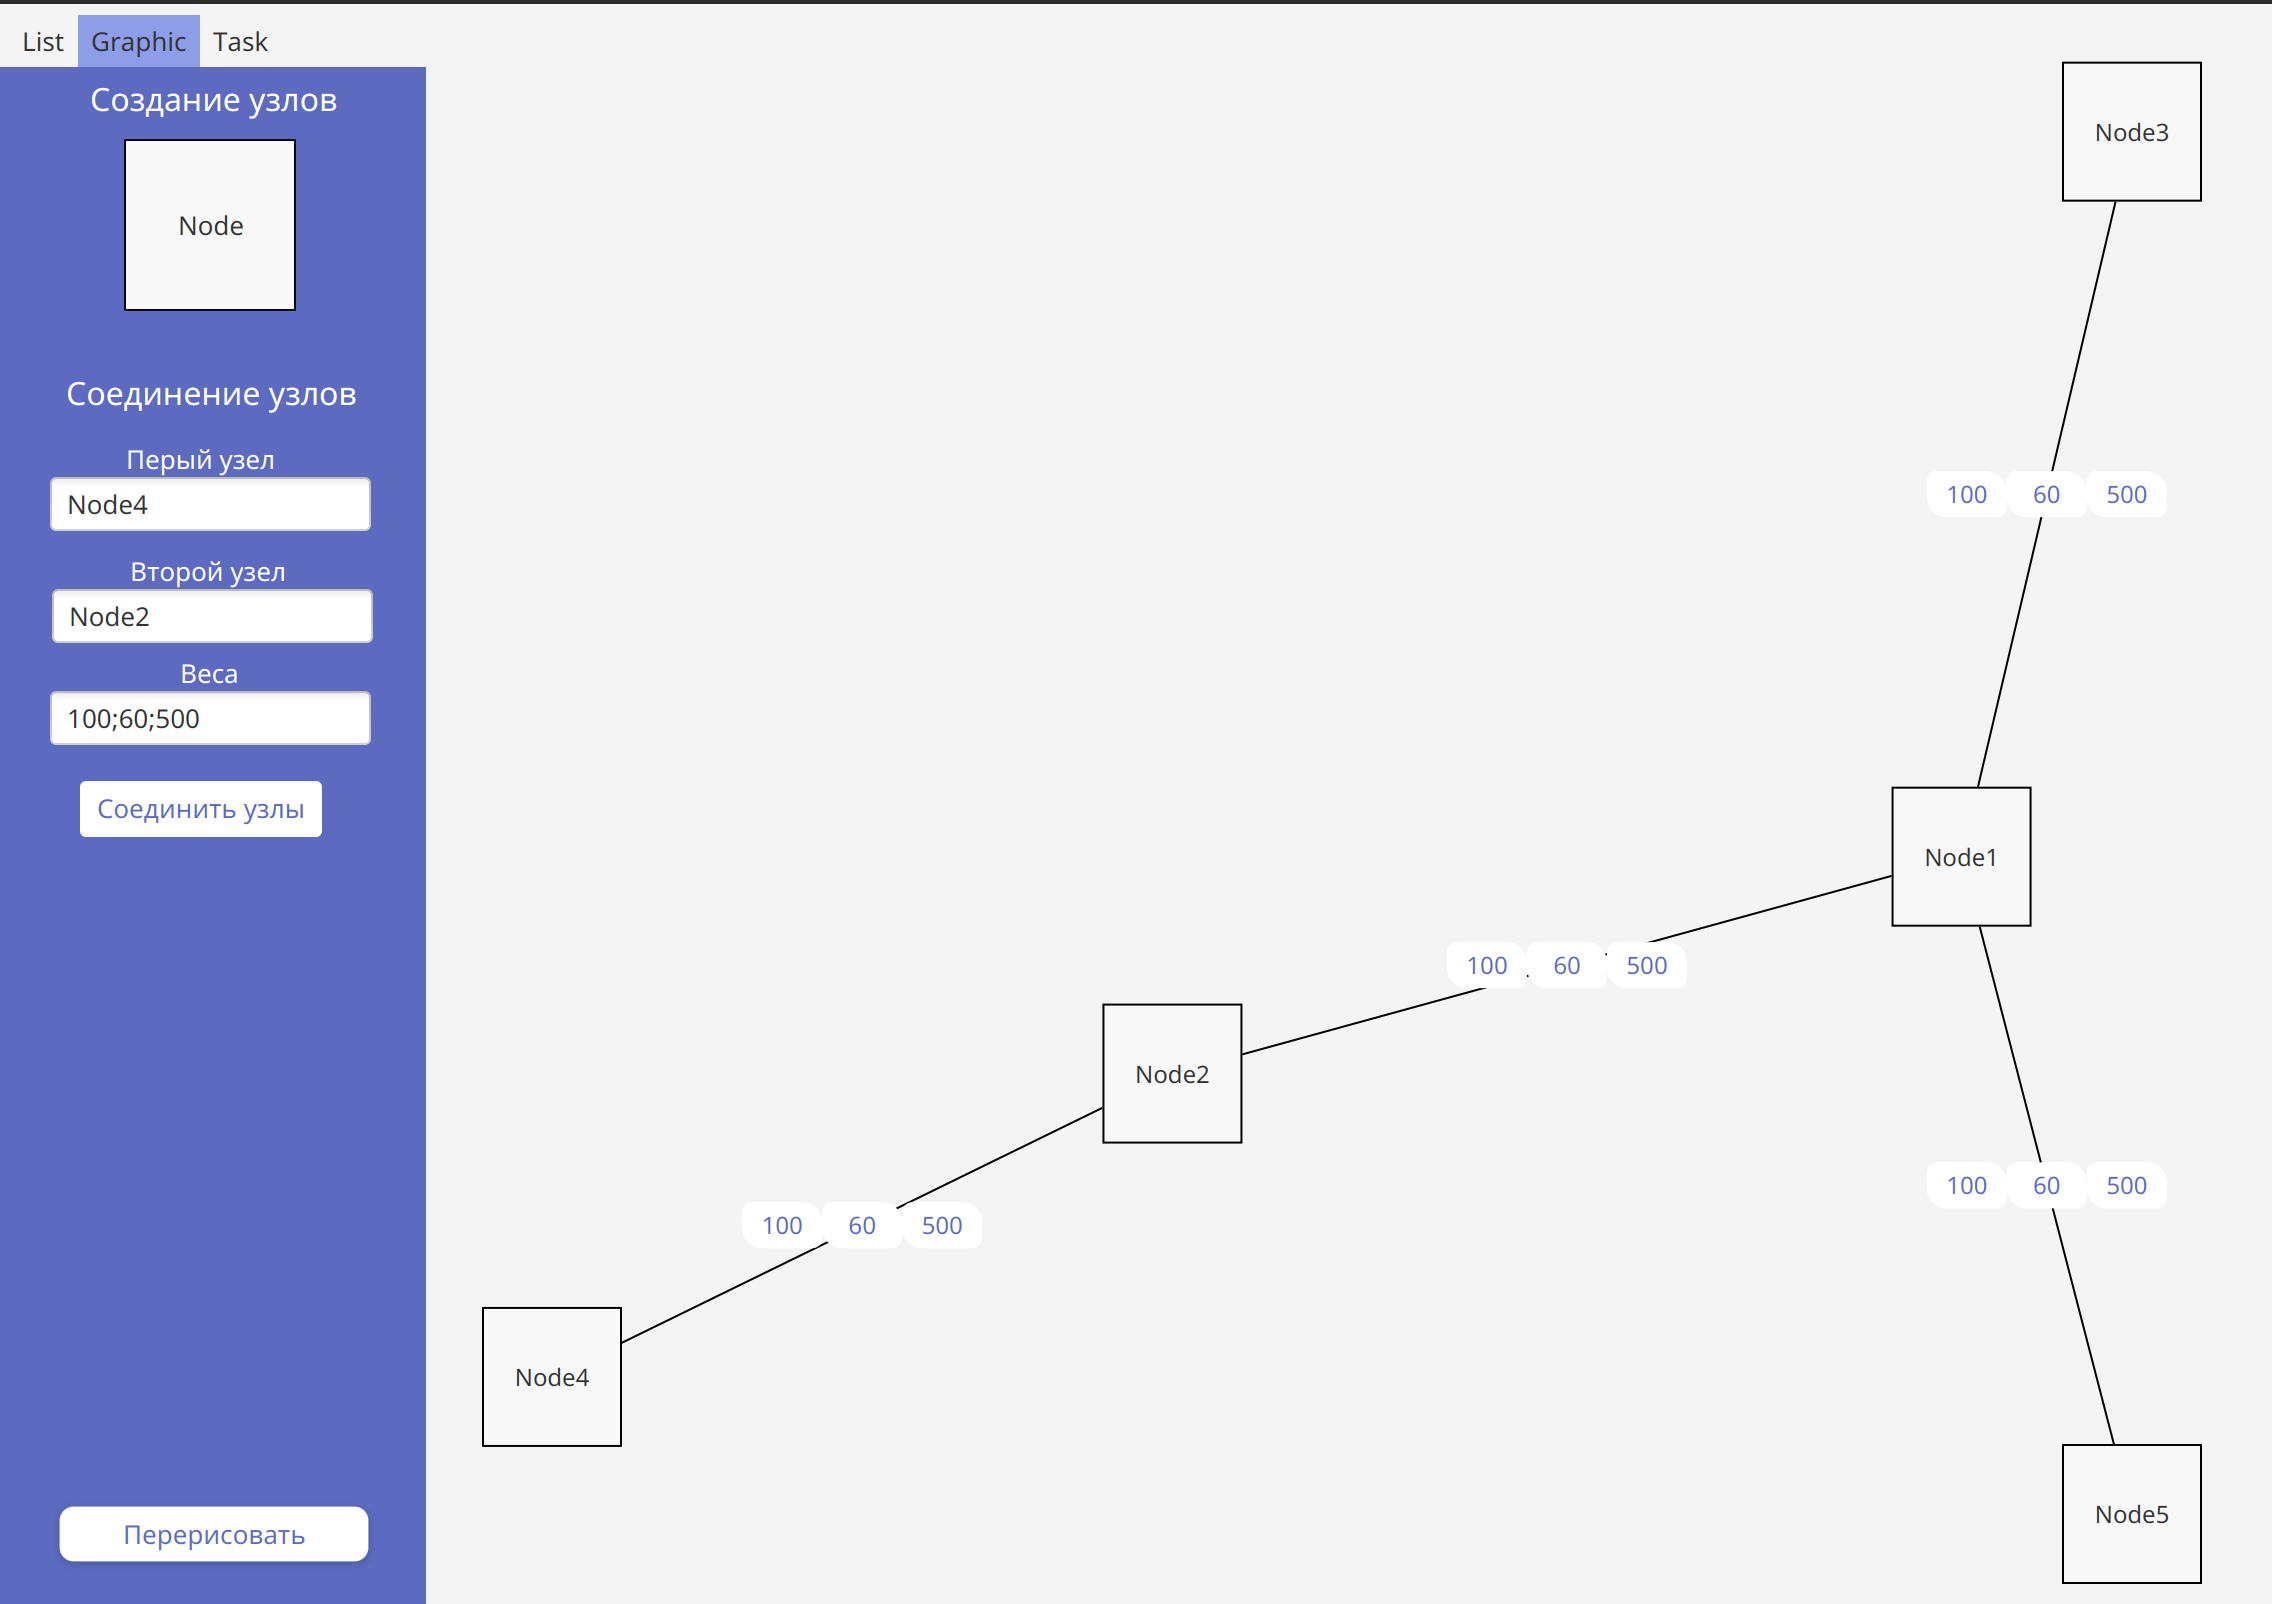 List Graphic Task
Создание узлов
Node
Соединение узлов
Перый узел
Node4
Второй узел
Node2
Веса
100;60;500
Соединить узлы
Перерисовать
Node3
100 60 500
Node1
100 60 500
Node2
100 60 500
100 60 500
Node4
Node5